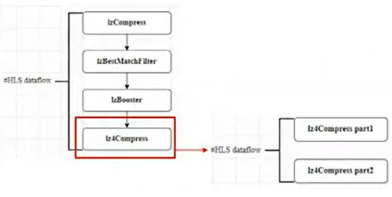 lzCompress
lzBestMatchFilter
#HLS dataflow
lzBooster
lz4Compress
#HLS dataflow
lz4Compress part1
lz4Compress part2